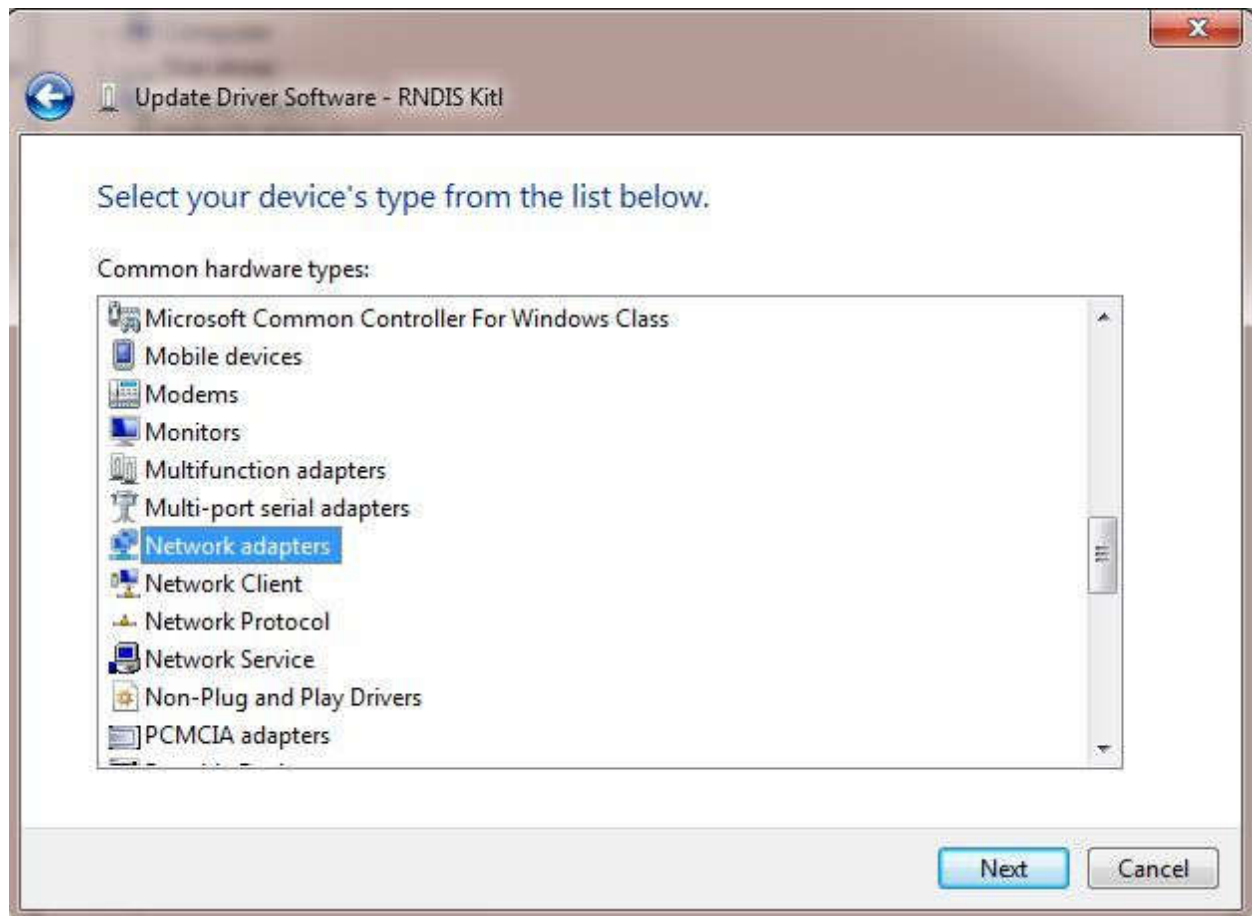 Update Driver Software - RNDIS Kitl
Select your device's type from the list below.
Common hardware types:
Microsoft Common Controller For Windows Class
Mobile devices
Modems
Monitors
Multifunction adapters
Multi-port serial adapters
Network adapters
Network Client
Network Protocol
Network Service
Non-Plug and Play Drivers
PCMCIA adapters
Next
Cancel